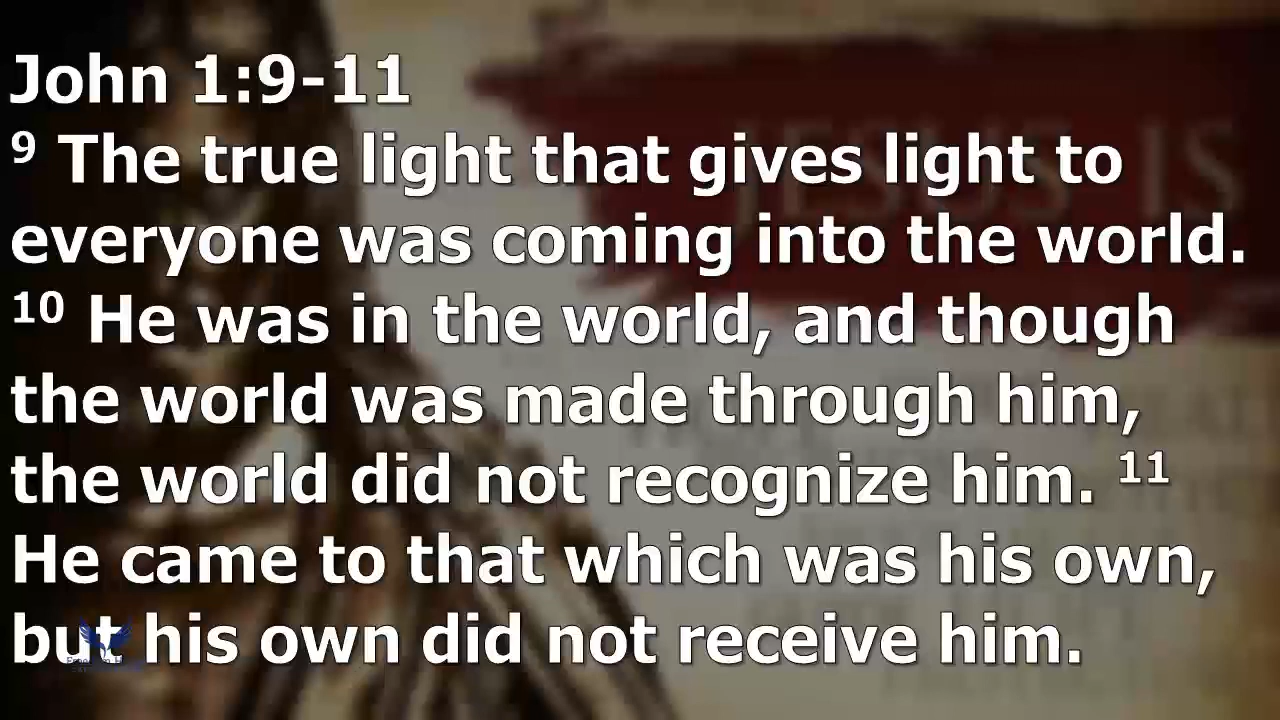 John 1:9-11
9 The true light that gives light to
everyone was coming into the world.
10 He was in the world, and though
the world was made through him,
the world did not recognize him. 11
He came to that which was his own,
but his own did not receive him.
JESUS IS